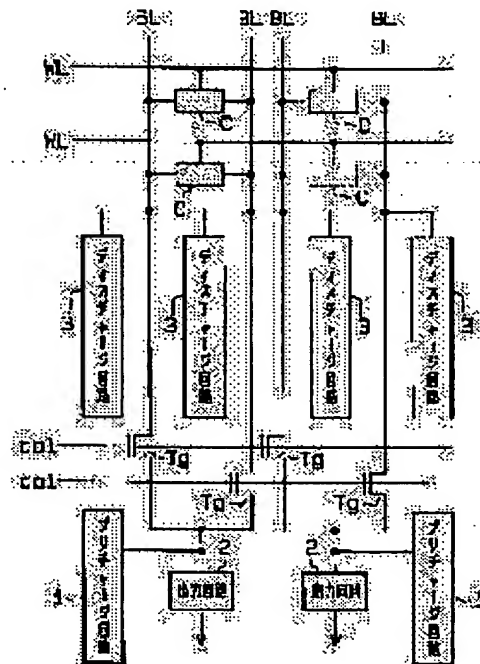 BL BL BL BL
WL
C C
WL
C C
ディスチャージ回路
ディスチャージ回路
ディスチャージ回路
ディスチャージ回路
3 3 3 3
col Tg Tg
col Tg Tg
プリチャージ回路
プリチャージ回路
2 2
1
出力回路 出力回路